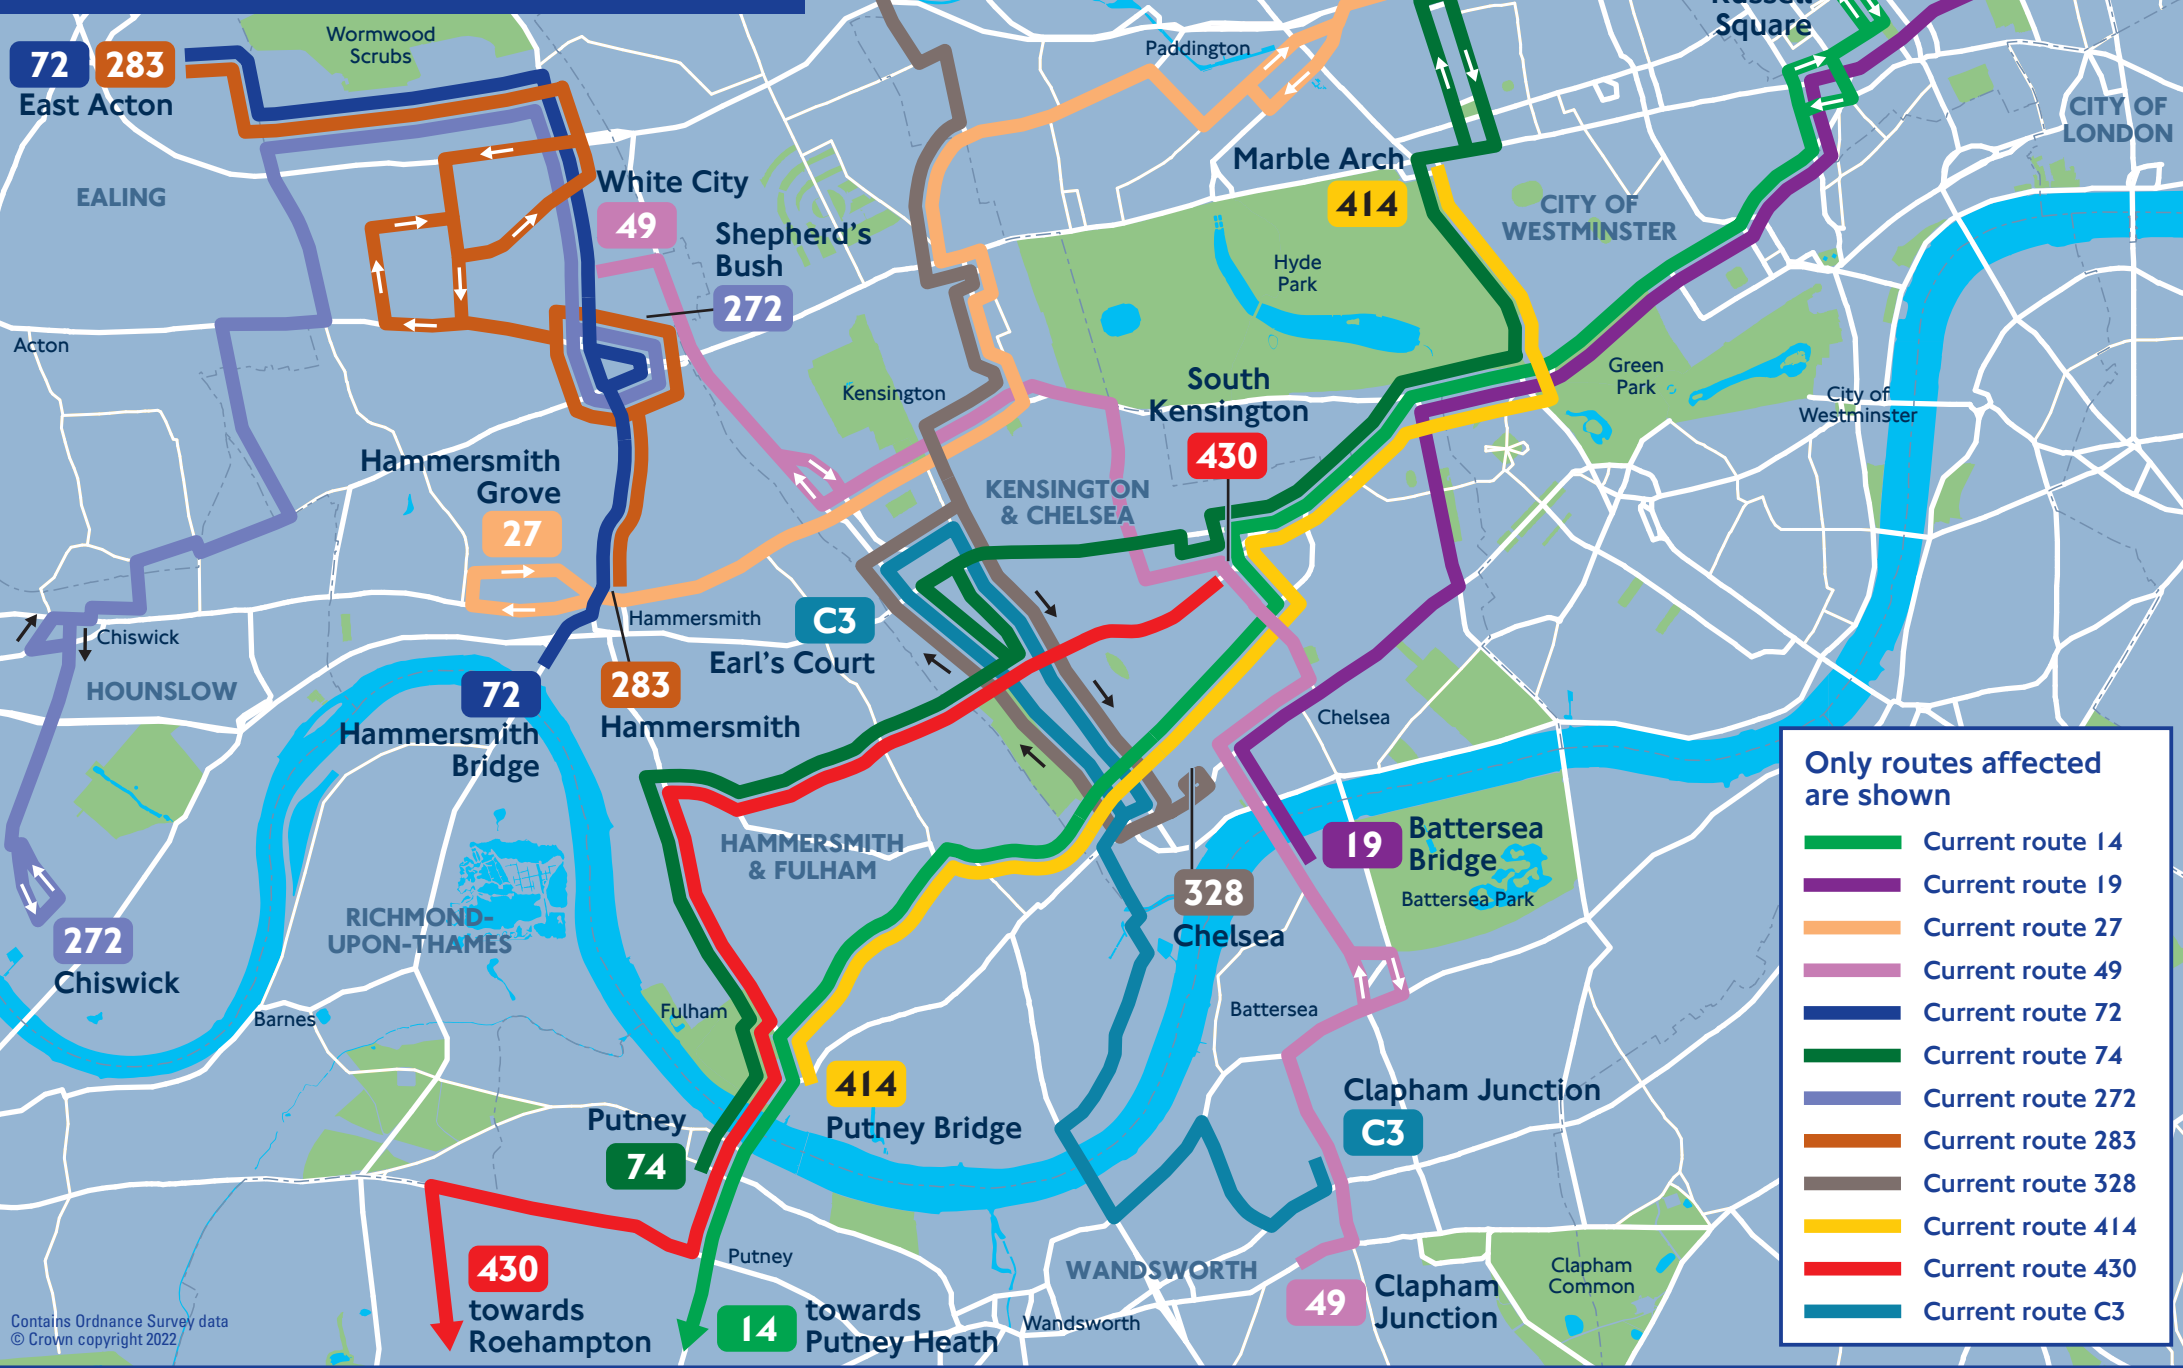 Russell
Square
Wormwood
Scrubs
Paddington
72
283
East Acton
CITY OF
LONDON
Marble Arch
414
EALING
White City
49
CITY OF
WESTMINSTER
Shepherd's
Bush
272
Hyde
Park
Acton
Green
Park
South
Kensington
430
Kensington
City of
Westminster
Hammersmith
Grove
27
KENSINGTON
& CHELSEA
Hammersmith
C3
Earl's Court
Chiswick
HOUNSLOW
72
Hammersmith
Bridge
283
Hammersmith
Chelsea
19
Battersea
Bridge
Battersea Park
HAMMERSMITH
& FULHAM
328
Chelsea
RICHMOND-
UPON-THAMES
272
Chiswick
Barnes
Fulham
Battersea
414
Putney Bridge
Putney
74
Clapham Junction
C3
Putney
WANDSWORTH
Wandsworth
430
towards
Roehampton
14
towards
Putney Heath
49
Clapham
Junction
Clapham
Common
Contains Ordnance Survey data
© Crown copyright 2022
Only routes affected
are shown
Current route 14
Current route 19
Current route 27
Current route 49
Current route 72
Current route 74
Current route 272
Current route 283
Current route 328
Current route 414
Current route 430
Current route C3